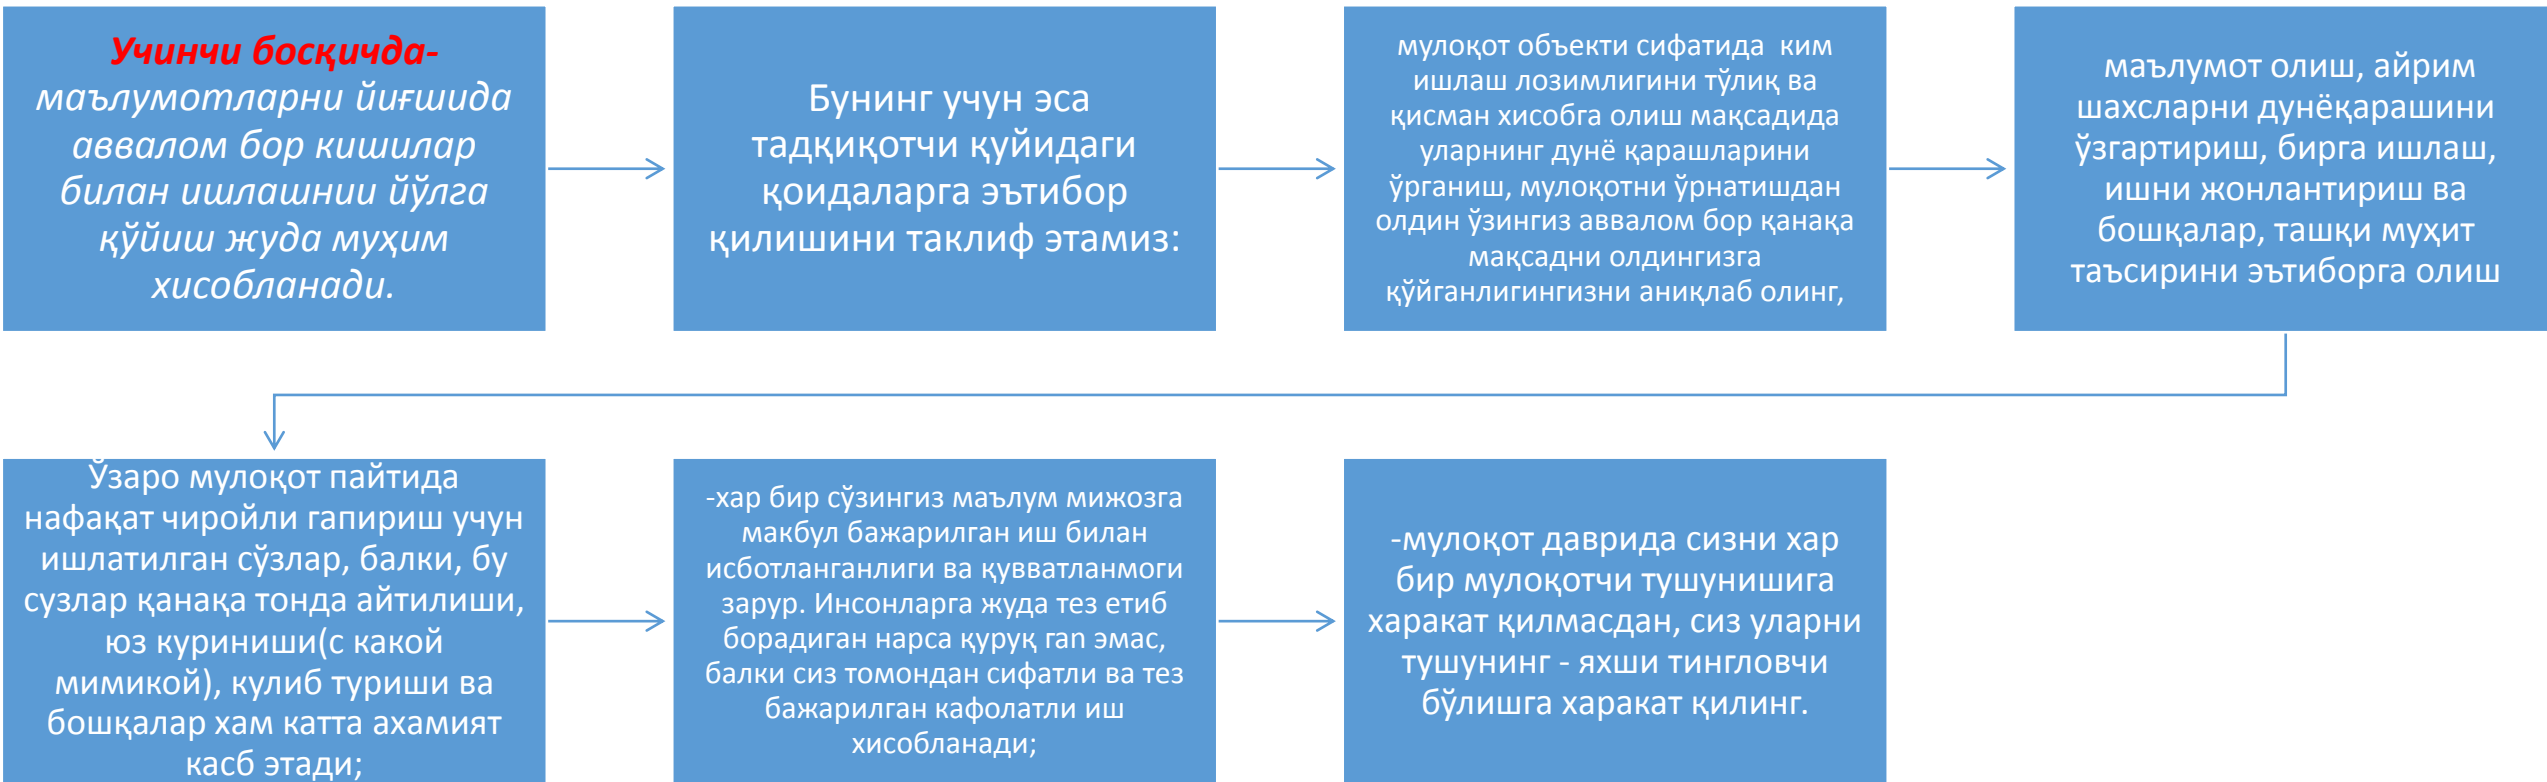 Учинчи босқичда-
маълумотларни йиғшида
аввалом бор кишилар
билан ишлашнии йўлга
қўйиш жуда муҳим
хисобланади.
Бунинг учун эса
тадқиқотчи қуйидаги
қоидаларга эътибор
қилишини таклиф этамиз:
мулоқот объекти сифатида  ким
ишлаш лозимлигини тўлиқ ва
қисман хисобга олиш мақсадида
уларнинг дунё қарашларини
ўрганиш, мулоқотни ўрнатишдан
олдин ўзингиз аввалом бор қанақа
мақсадни олдингизга
қўйганлигингизни аниқлаб олинг,
маълумот олиш, айрим
шахсларни дунёқарашини
ўзгартириш, бирга ишлаш,
ишни жонлантириш ва
бошқалар, ташқи муҳит
таъсирини эътиборга олиш
Ўзаро мулоқот пайтида
нафақат чиройли гапириш учун
ишлатилган сўзлар, балки, бу
сузлар қанақа тонда айтилиши,
юз куриниши(с какой
мимикой), кулиб туриши ва
бошқалар хам катта ахамият
касб этади;
-хар бир сўзингиз маълум мижозга
макбул бажарилган иш билан
исботланганлиги ва қувватланмоги
зарур. Инсонларга жуда тез етиб
борадиган нарса қуруқ гап эмас,
балки сиз томондан сифатли ва тез
бажарилган кафолатли иш
хисобланади;
-мулоқот даврида сизни хар
бир мулоқотчи тушунишига
харакат қилмасдан, сиз уларни
тушунинг - яхши тингловчи
бўлишга харакат қилинг.